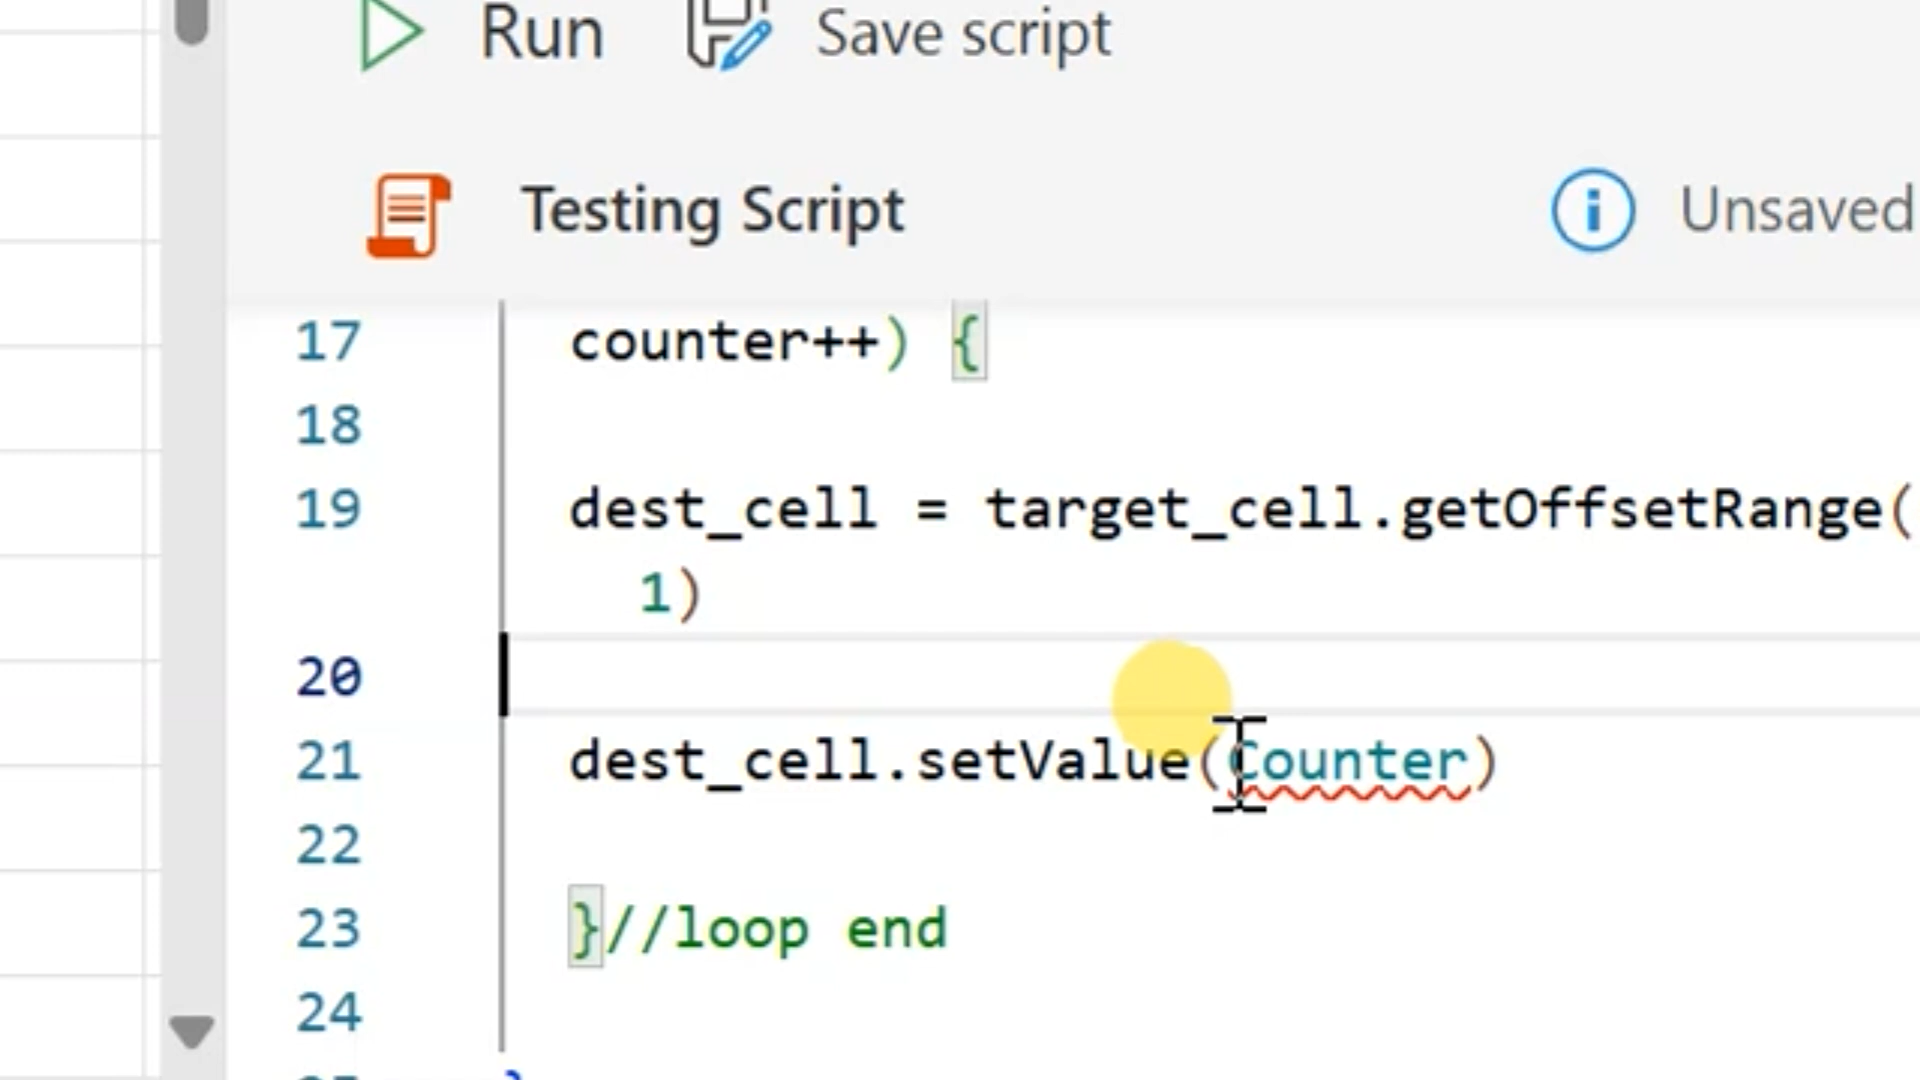 Run Save script
Testing Script Unsaved
17 counter++) {
18
19 dest_cell = target_cell.getOffsetRange(
1)
20
21 dest_cell.setValue(Counter)
22
23 }//loop end
24